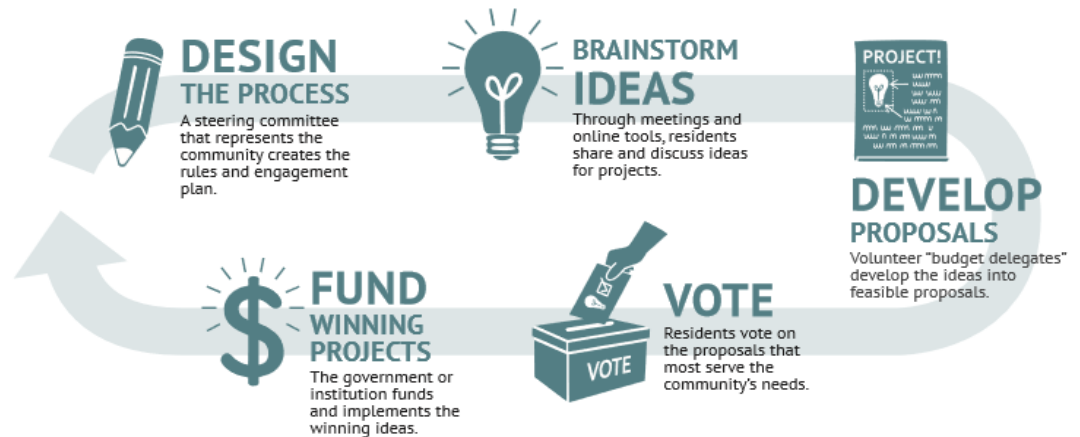 DESIGN
THE PROCESS
A steering committee
that represents the
community creates the
rules and engagement
plan.
BRAINSTORM
IDEAS
Through meetings and
online tools, residents
share and discuss ideas
for projects.
PROJECT!
DEVELOP
PROPOSALS
Volunteer “budget delegates”
develop the ideas into
feasible proposals.
VOTE
Residents vote on
the proposals that
most serve the
community's needs.
VOTE
FUND
WINNING
PROJECTS
The government or
institution funds
and implements the
winning ideas.